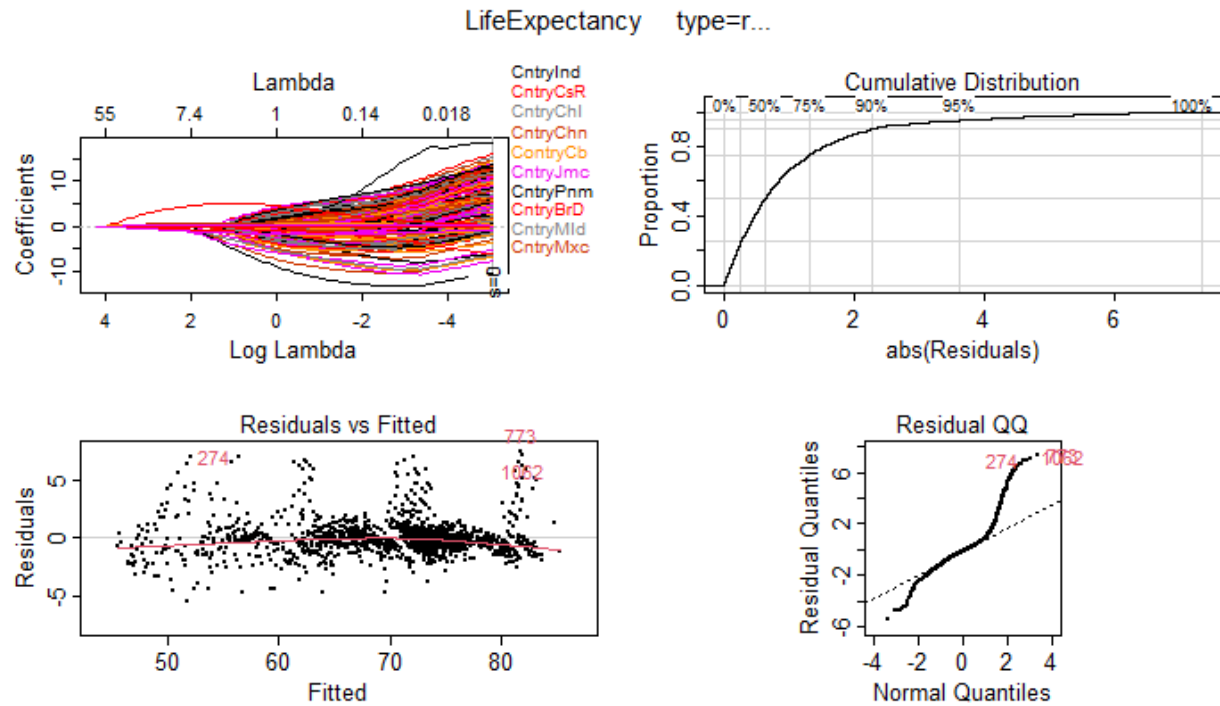 LifeExpectancy type=r...
Lambda
55 7.4 1 0.14 0.018
Coefficients
10
0
-10
4 2 0 -2 -4
Log Lambda
s=0
CntryInd
CntryCsR
CntryChl
CntryChn
ContryCb
CntryJmc
CntryPnm
CntryBrD
CntryMld
CntryMxc
Cumulative Distribution
0% 50% 75% 90% 95% 100%
Proportion
0.8
0.4
0.0
0 2 4 6
abs(Residuals)
Residuals vs Fitted
773
274
1062
Residuals
5
0
-5
50 60 70 80
Fitted
Residual QQ
274 1062
Residual Quantiles
6
2
-2
-6
-4 -2 0 2 4
Normal Quantiles